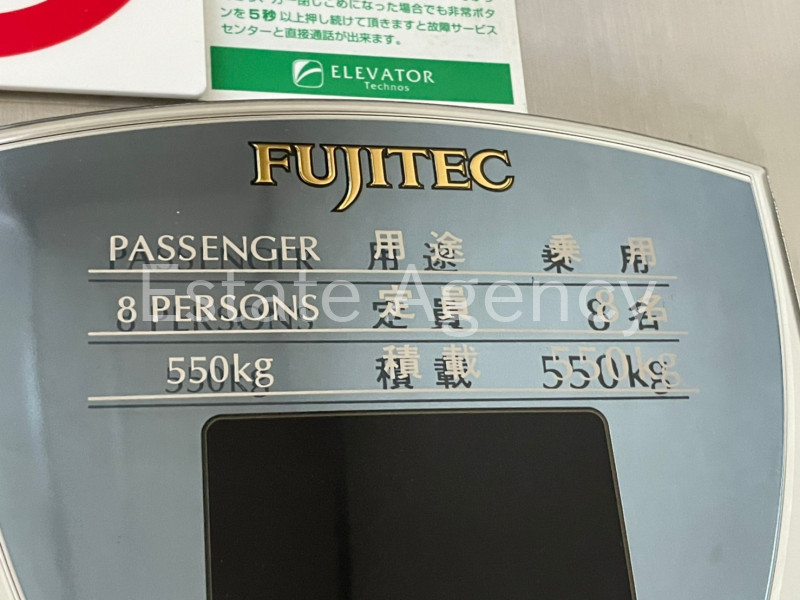 ンを5秒以上押し続けて頂きますと故障サービス
センターと直接通話が出来ます。
ELEVATOR
Technos
FUJITEC
PASSENGER 用途 乗用
8 PERSONS 定員 8名
550kg 積載 550kg
Estate Agency